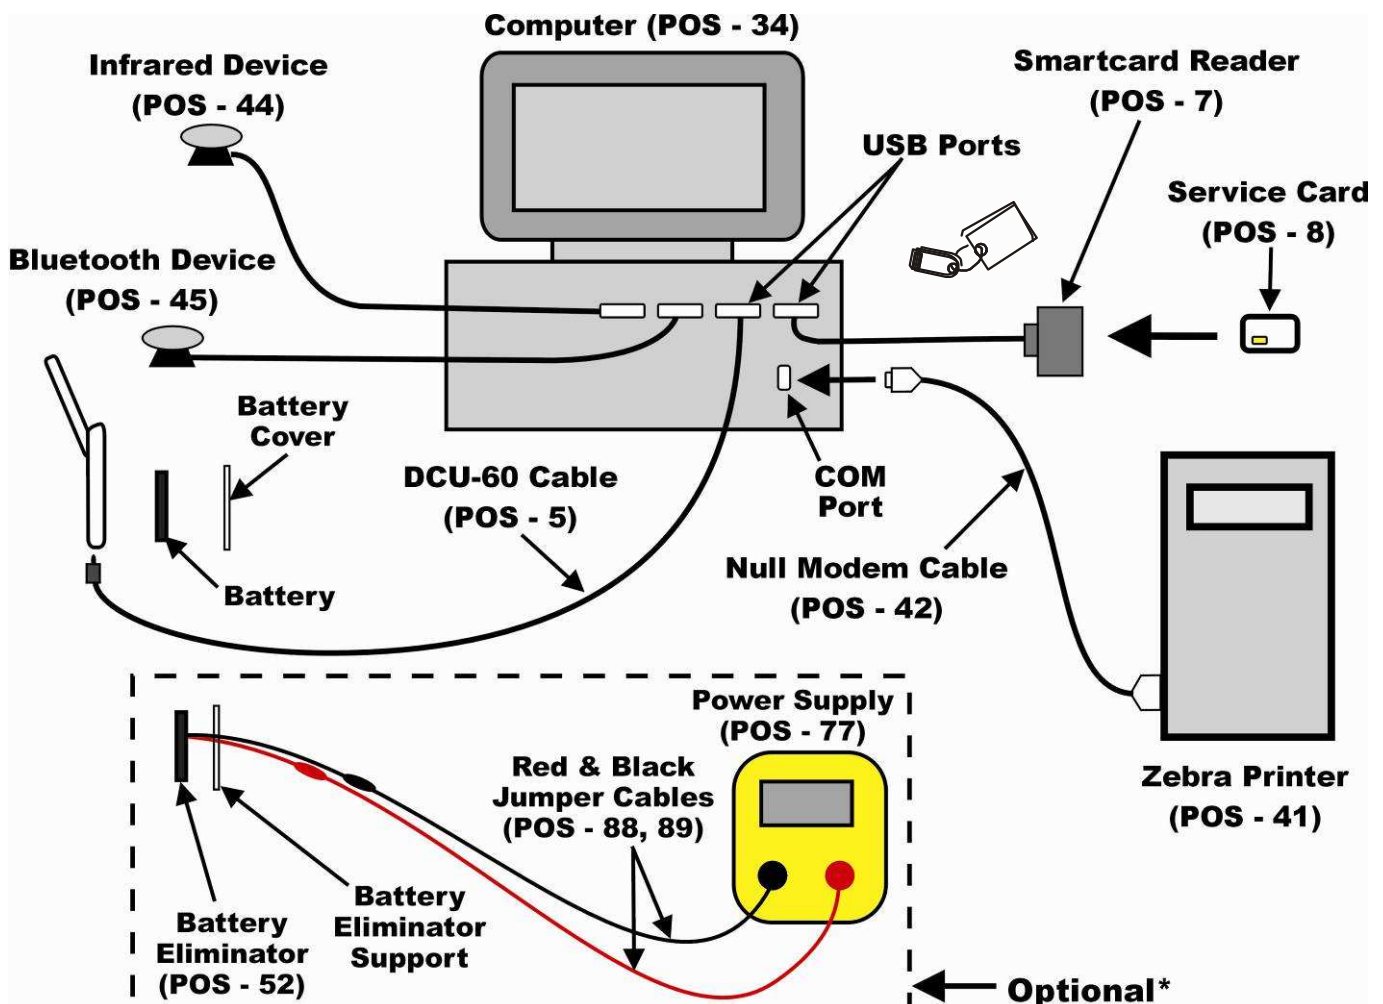 Computer (POS - 34)
Infrared Device
(POS - 44)
Smartcard Reader
(POS - 7)
USB Ports
Service Card
(POS - 8)
Bluetooth Device
(POS - 45)
Battery
Cover
DCU-60 Cable
(POS - 5)
COM
Port
Null Modem Cable
(POS - 42)
Battery
Zebra Printer
(POS - 41)
Power Supply
(POS - 77)
Red & Black
Jumper Cables
(POS - 88, 89)
Battery
Eliminator
(POS - 52)
Battery
Eliminator
Support
Optional*